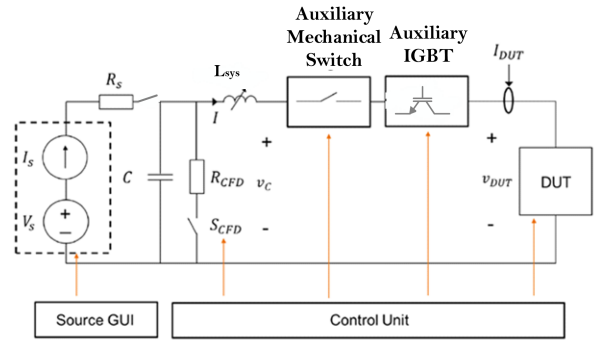 Auxiliary
Mechanical
Switch
Auxiliary
IGBT
I_DUT
R_s
L_sys
I
I_s
C
R_CFD
+
v_C
-
+
v_DUT
-
DUT
V_s
+
−
S_CFD
Source GUI
Control Unit